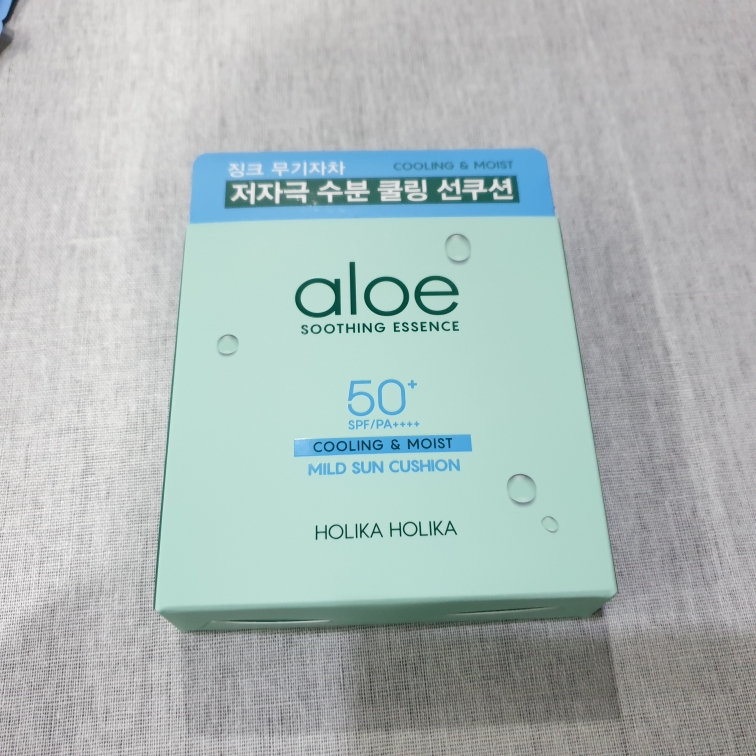 징크 무기자차 COOLING & MOIST
저자극 수분 쿨링 선쿠션
aloe
SOOTHING ESSENCE
50+
SPF/PA++++
COOLING & MOIST
MILD SUN CUSHION
HOLIKA HOLIKA